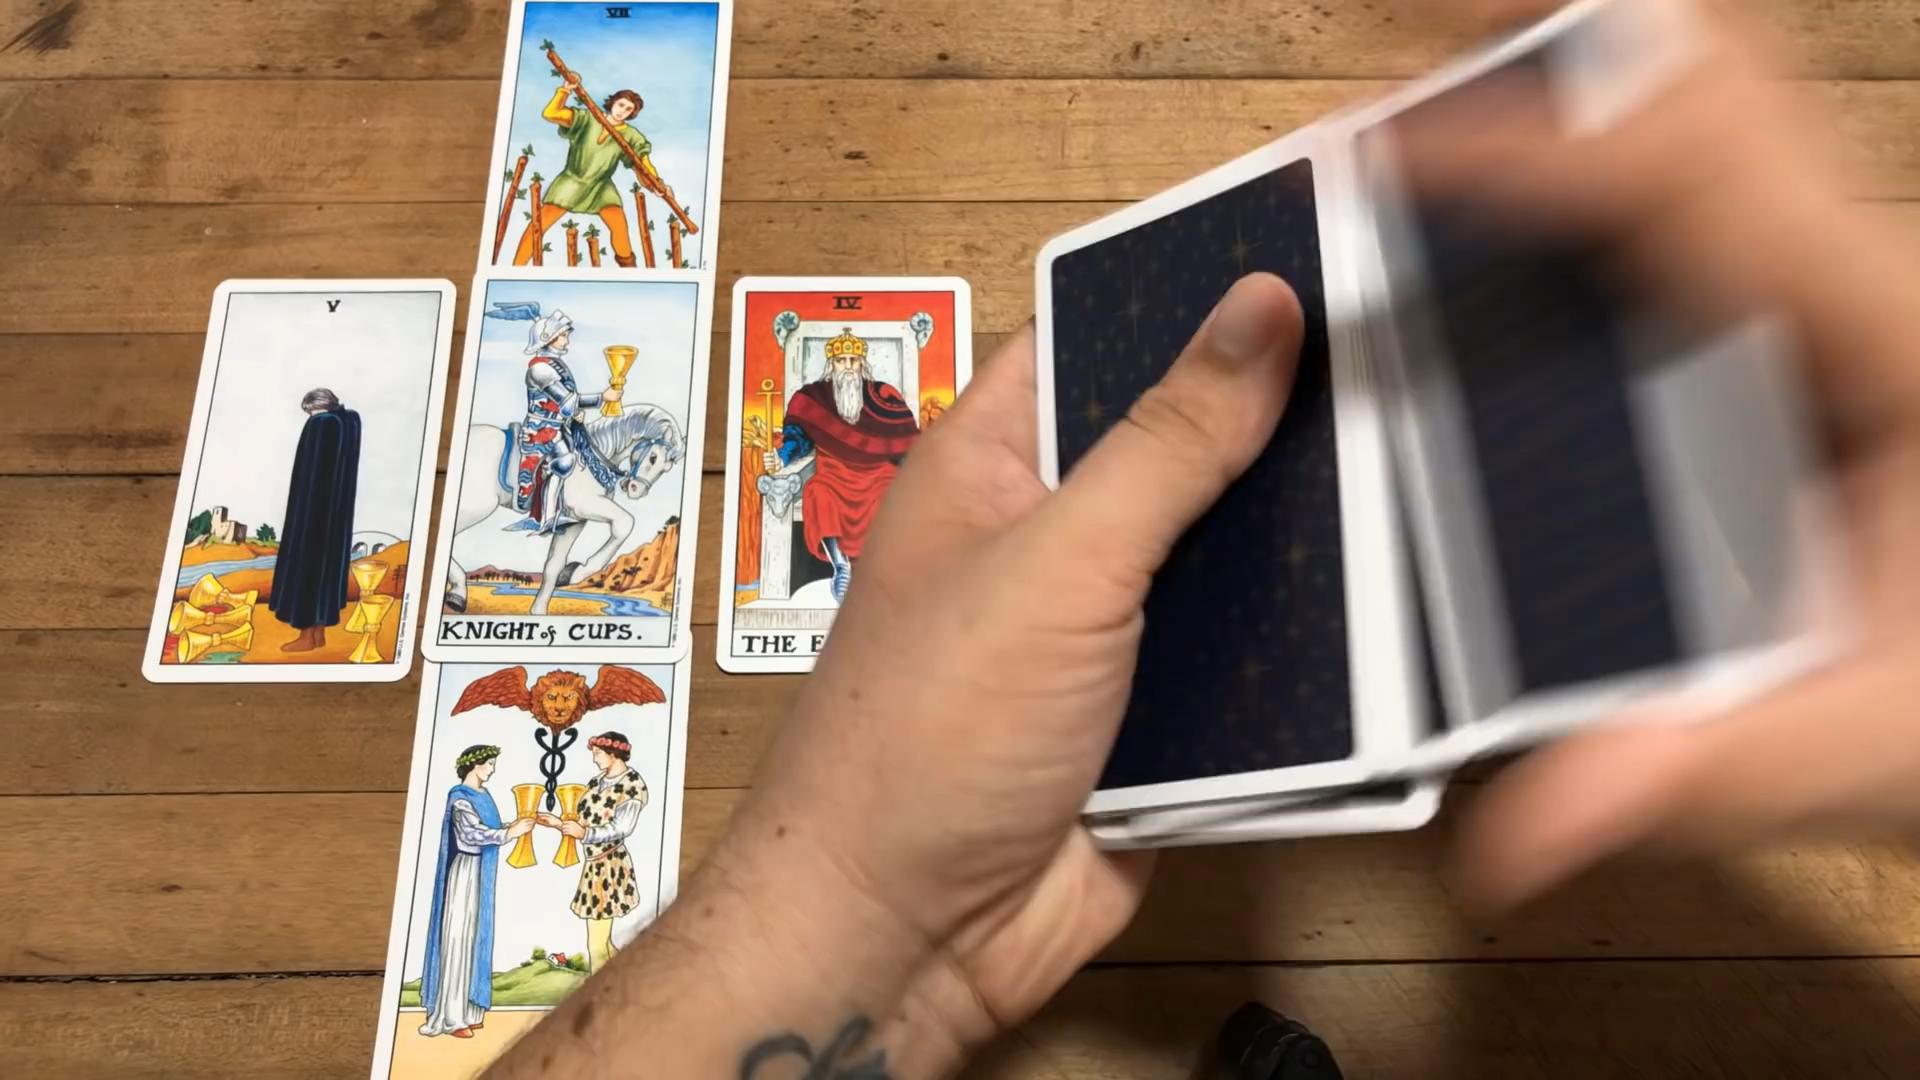 VII
V
IV
KNIGHT of CUPS.
THE E